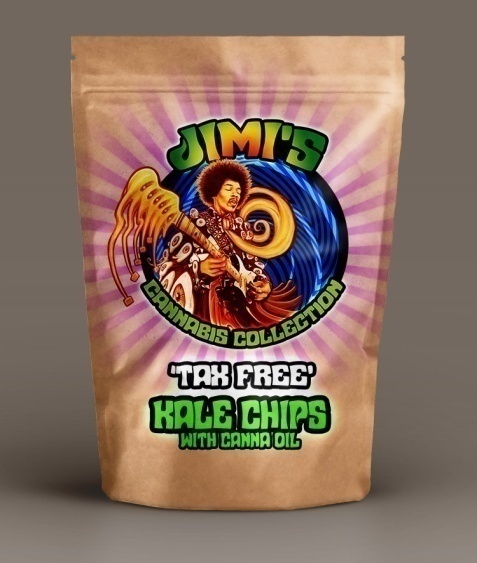 JIMI'S
CANNABIS COLLECTION
'TAX FREE'
KALE CHIPS
WITH CANNA OIL